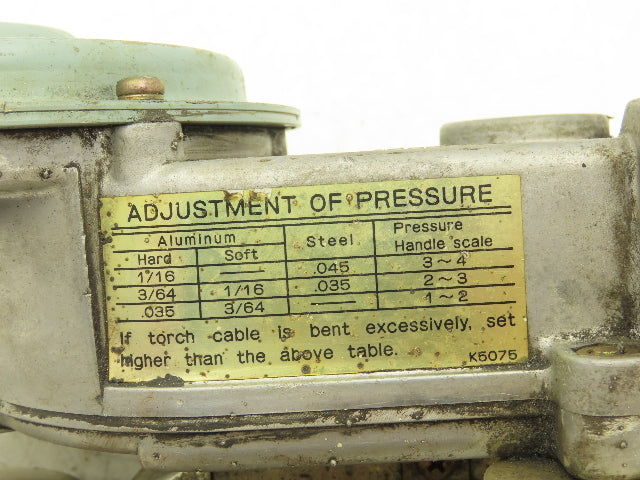 ADJUSTMENT OF PRESSURE
Aluminum Steel Pressure
Hard Soft Handle scale
1/16 — .045 3~4
3/64 1/16 .035 2~3
.035 3/64 — 1~2
If torch cable is bent excessively, set
higher than the above table. K5075